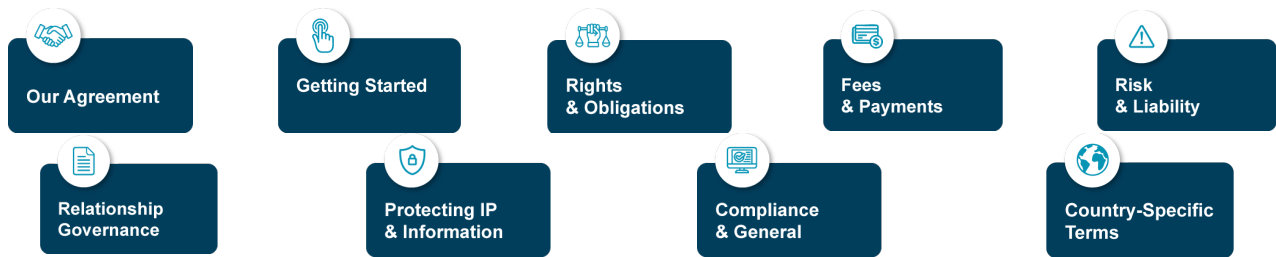 Our Agreement
Getting Started
Rights
& Obligations
Fees
& Payments
Risk
& Liability
Relationship
Governance
Protecting IP
& Information
Compliance
& General
Country-Specific
Terms